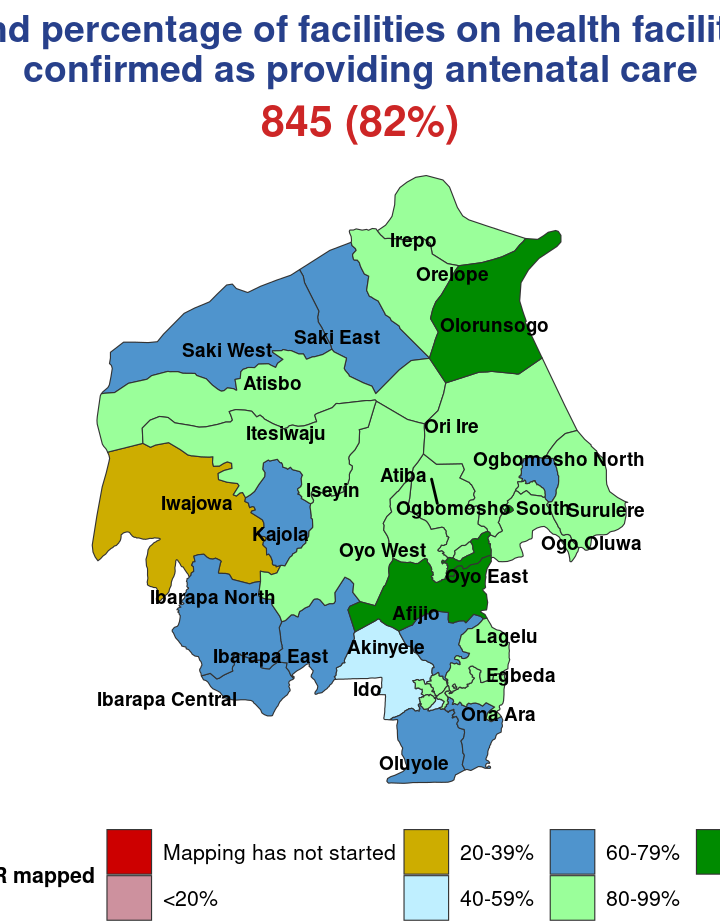 nd percentage of facilities on health facilit
confirmed as providing antenatal care
845 (82%)
Irepo
Orelope
Olorunsogo
Saki East
Saki West
Atisbo
Ori Ire
Itesiwaju
Ogbomosho North
Atiba
Iseyin
Iwajowa
Ogbomosho South
Surulere
Kajola
Ogo Oluwa
Oyo West
Oyo East
Ibarapa North
Afijio
Lagelu
Akinyele
Ibarapa East
Egbeda
Ido
Ibarapa Central
Ona Ara
Oluyole
R mapped
Mapping has not started
20-39%
60-79%
<20%
40-59%
80-99%